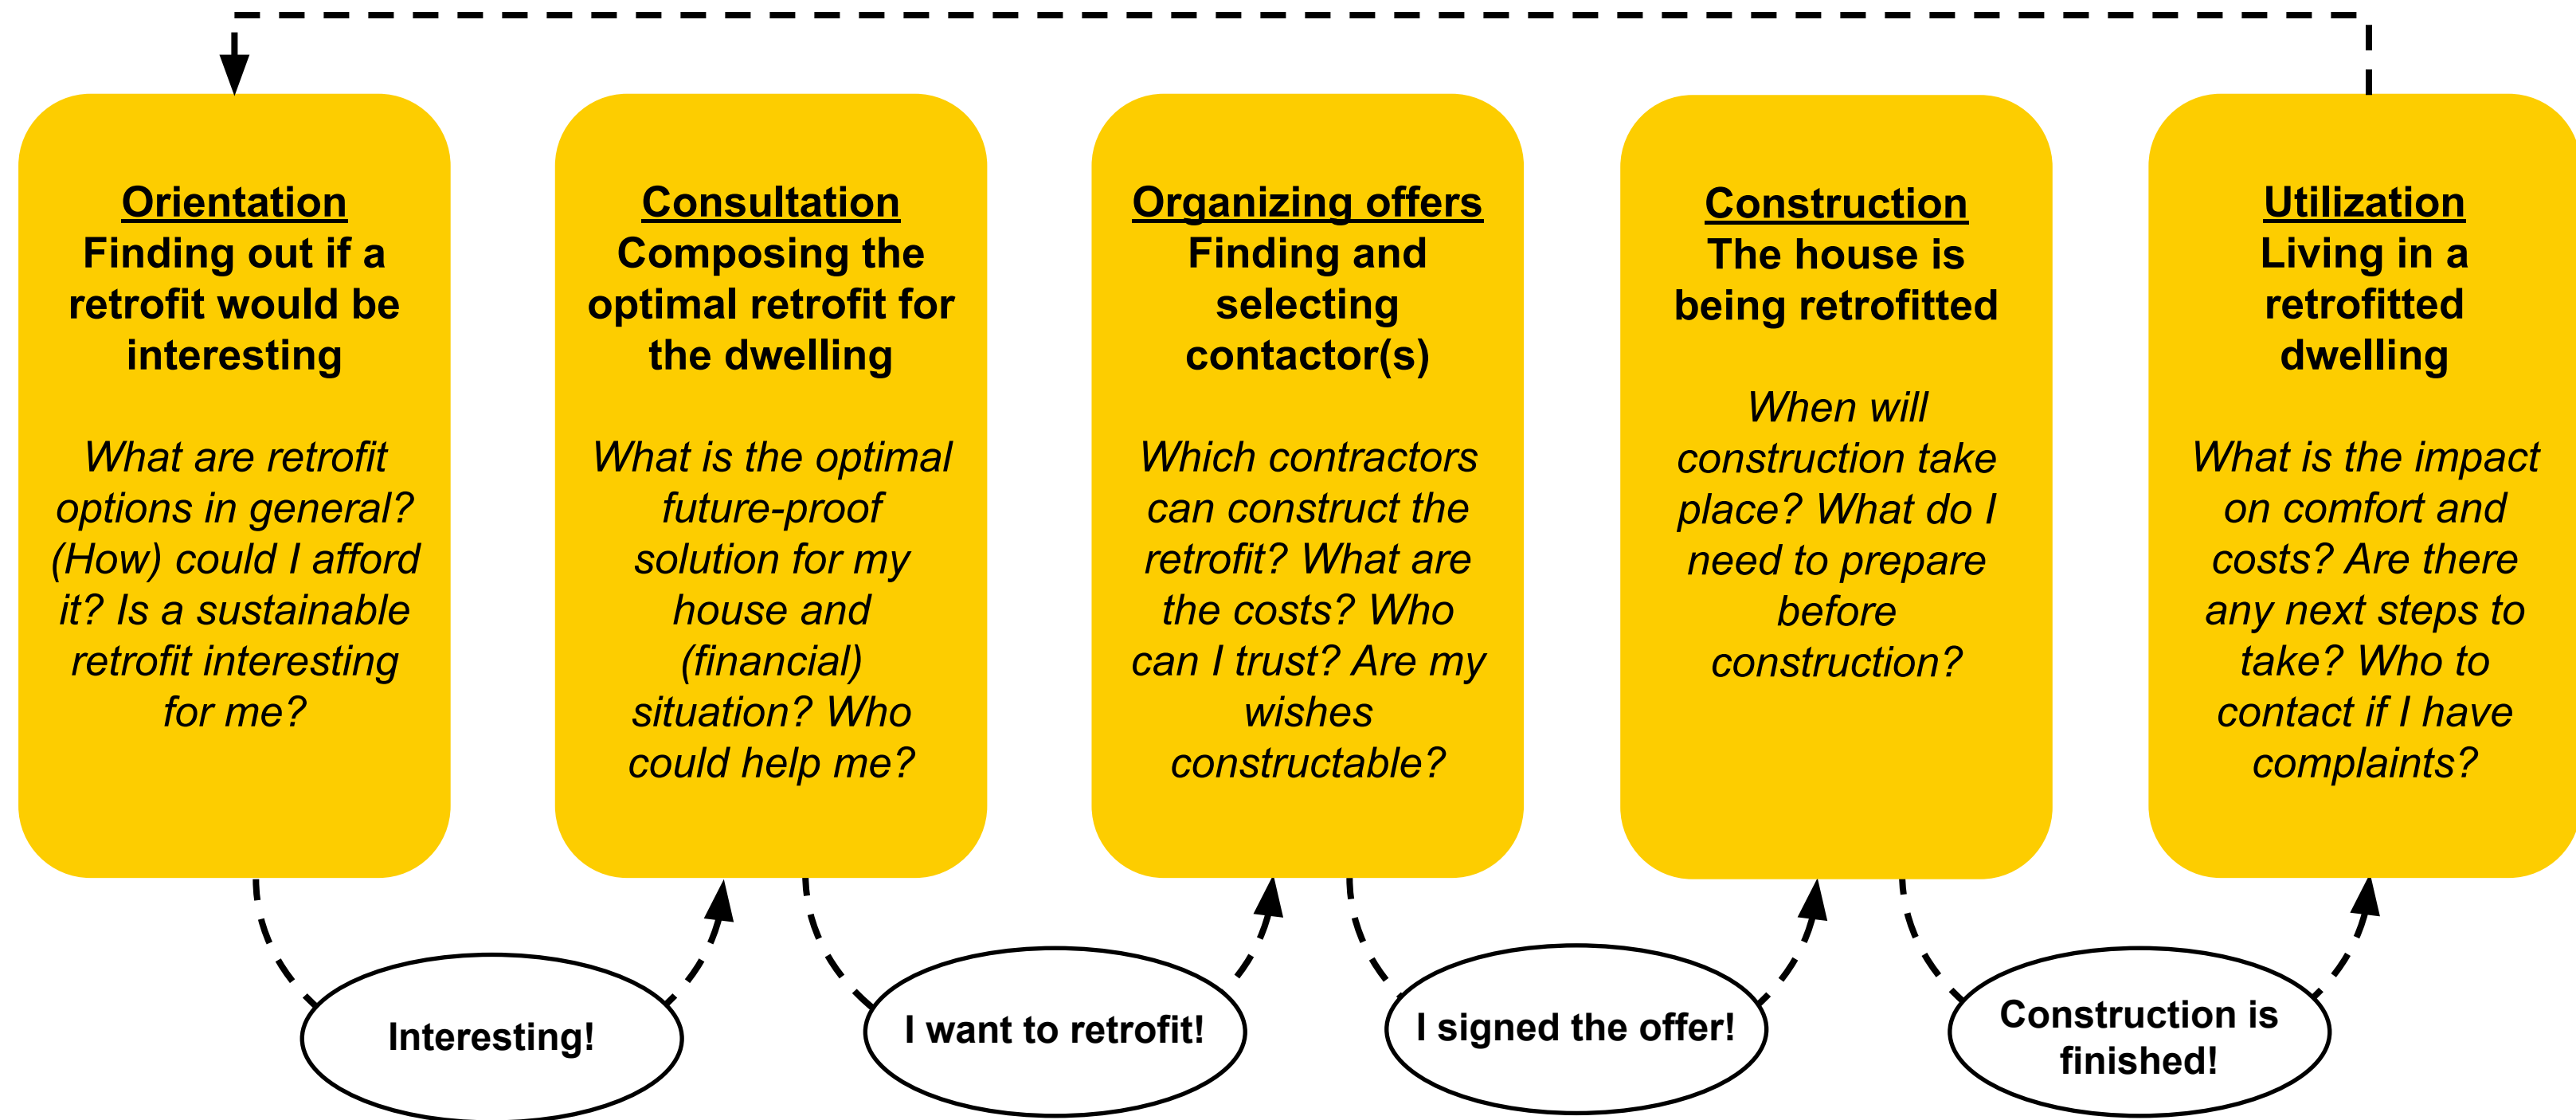 Orientation
Finding out if a
retrofit would be
interesting
What are retrofit
options in general?
(How) could I afford
it? Is a sustainable
retrofit interesting
for me?
Consultation
Composing the
optimal retrofit for
the dwelling
What is the optimal
future-proof
solution for my
house and
(financial)
situation? Who
could help me?
Organizing offers
Finding and
selecting
contactor(s)
Which contractors
can construct the
retrofit? What are
the costs? Who
can I trust? Are my
wishes
constructable?
Construction
The house is
being retrofitted
When will
construction take
place? What do I
need to prepare
before
construction?
Utilization
Living in a
retrofitted
dwelling
What is the impact
on comfort and
costs? Are there
any next steps to
take? Who to
contact if I have
complaints?
Interesting!
I want to retrofit!
I signed the offer!
Construction is
finished!